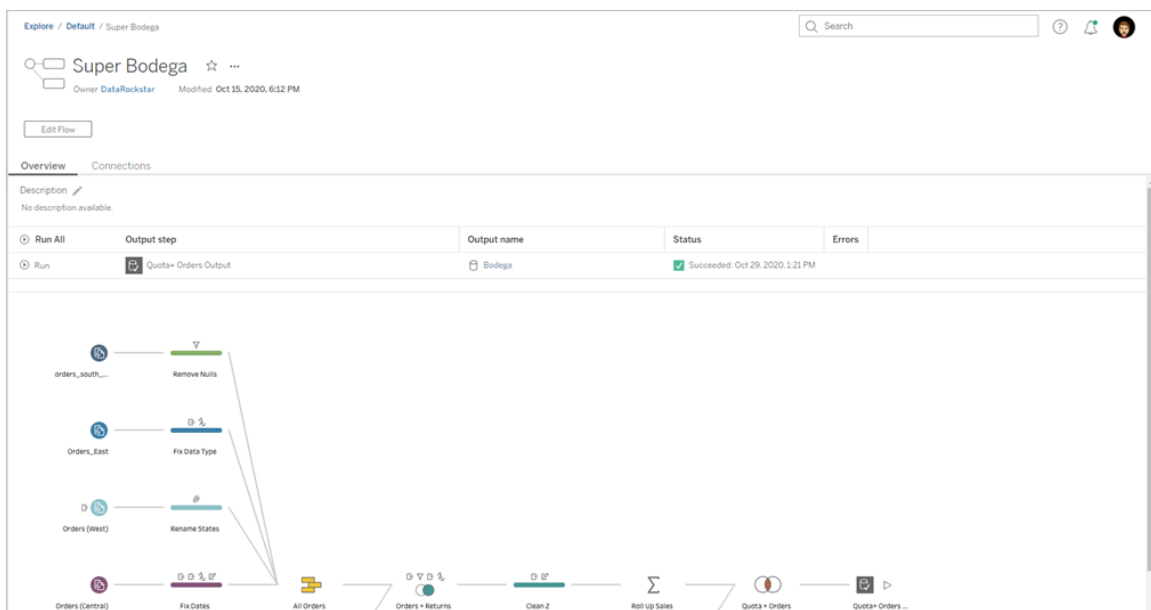 Explore / Default / Super Bodega
Search
Super Bodega
Owner DataRockstar Modified Oct 15, 2020, 6:12 PM
Edit Flow
Overview Connections
Description
No description available.
Run All Output step Output name Status Errors
Run Quota+ Orders Output Bodega Succeeded: Oct 29, 2020, 1:21 PM
orders_south_... Remove Nulls
Orders_East Fix Data Type
Orders (West) Rename States
Orders (Central) Fix Dates All Orders Orders + Returns Clean 2 Roll Up Sales Quota + Orders Quota+ Orders ...